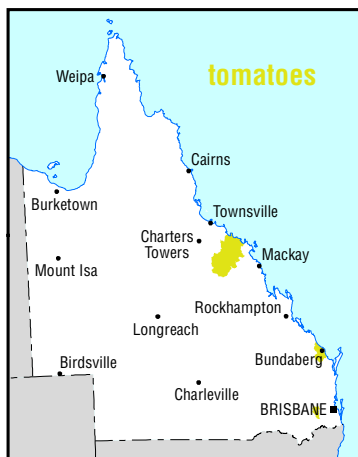 tomatoes
Weipa
Cairns
Burketown
Townsville
Charters
Towers
Mackay
Mount Isa
Rockhampton
Longreach
Bundaberg
Birdsville
Charleville
BRISBANE